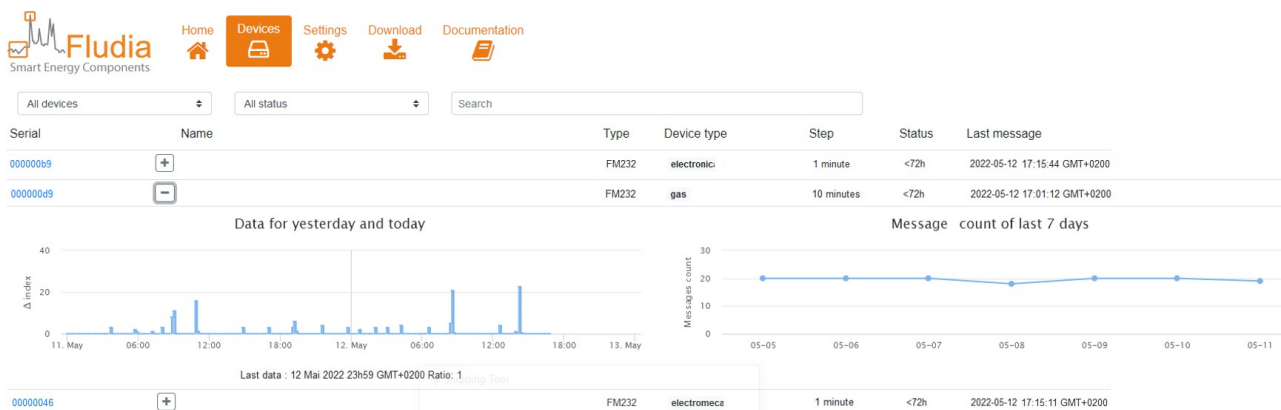 Home Devices Settings Download Documentation
Fludia
Smart Energy Components
All devices All status Search
Serial Name Type Device type Step Status Last message
000000b9 + FM232 electronic 1 minute <72h 2022-05-12 17:15:44 GMT+0200
000000d9 − FM232 gas 10 minutes <72h 2022-05-12 17:01:12 GMT+0200
Data for yesterday and today
Δ index
40
20
0
11. May 06:00 12:00 18:00 12. May 06:00 12:00 18:00 13. May
Last data : 12 Mai 2022 23h59 GMT+0200 Ratio: 1
Message count of last 7 days
Messages count
30
20
10
0
05-05 05-06 05-07 05-08 05-09 05-10 05-11
00000046 + FM232 electromeca 1 minute <72h 2022-05-12 17:15:11 GMT+0200